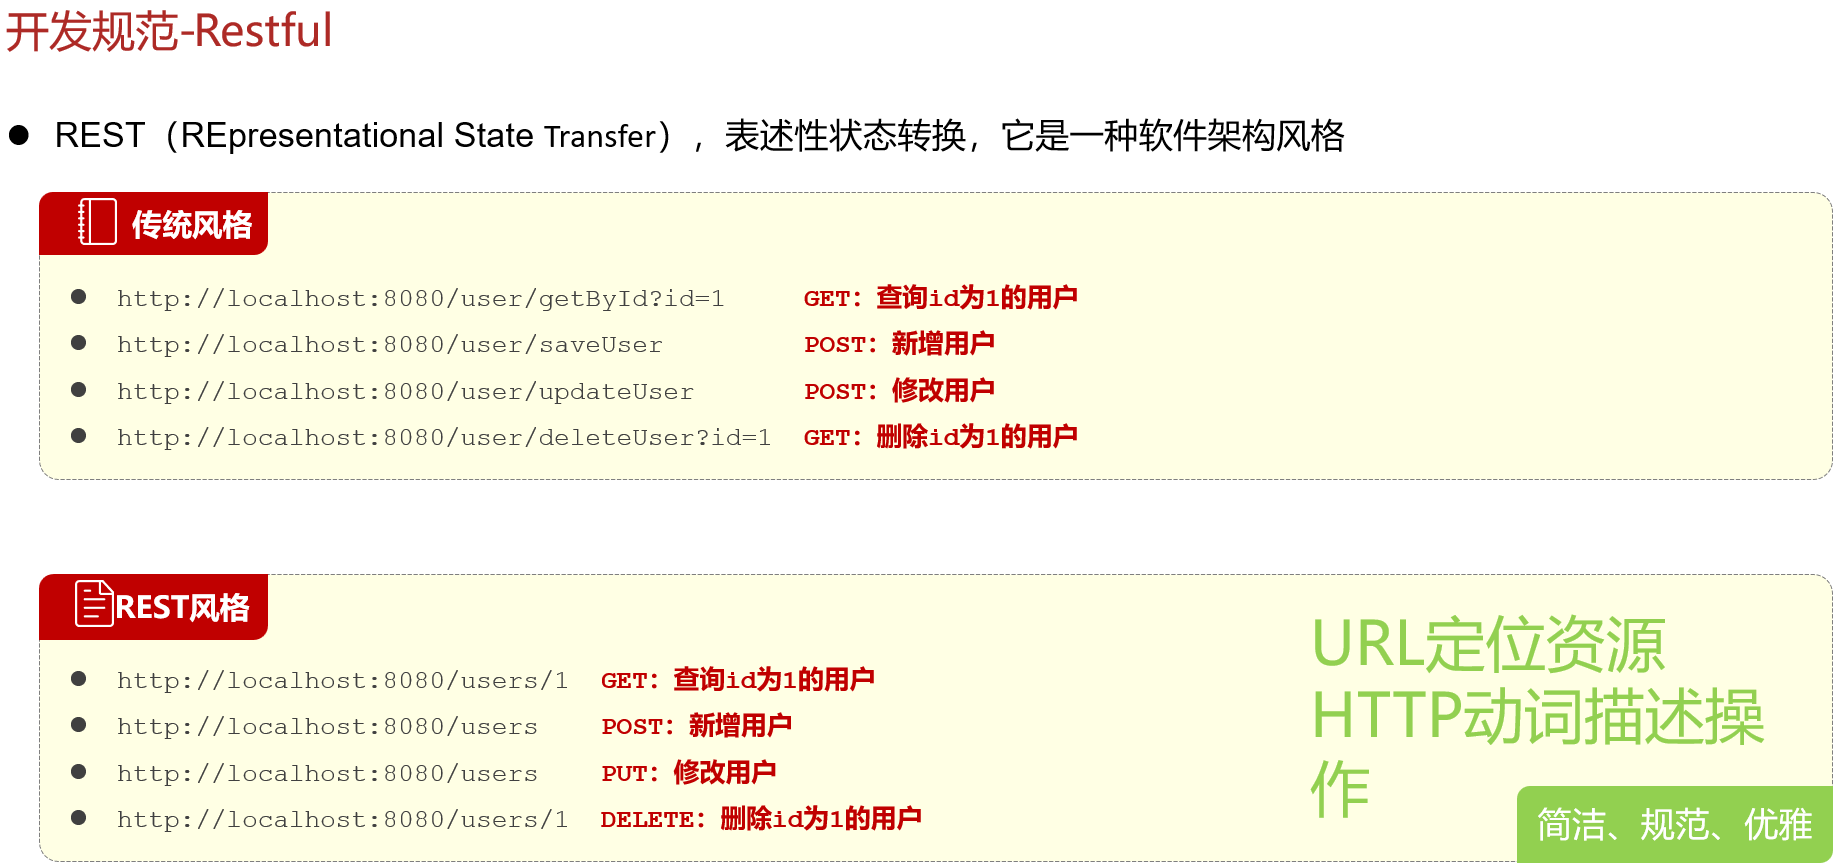 开发规范-Restful
REST（REpresentational State Transfer），表述性状态转换，它是一种软件架构风格
传统风格
http://localhost:8080/user/getById?id=1 GET：查询id为1的用户
http://localhost:8080/user/saveUser POST：新增用户
http://localhost:8080/user/updateUser POST：修改用户
http://localhost:8080/user/deleteUser?id=1 GET：删除id为1的用户
REST风格
http://localhost:8080/users/1 GET：查询id为1的用户
http://localhost:8080/users POST：新增用户
http://localhost:8080/users PUT：修改用户
http://localhost:8080/users/1 DELETE：删除id为1的用户
URL定位资源
HTTP动词描述操
作
简洁、规范、优雅